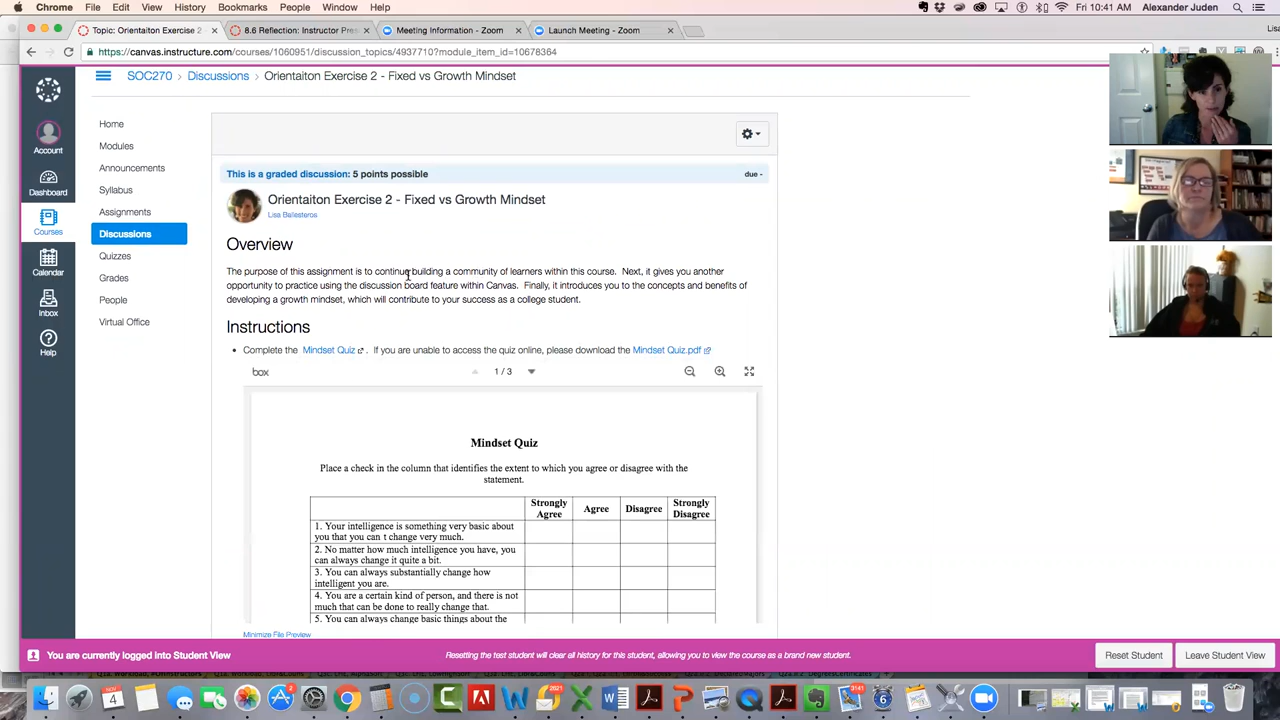 Chrome File Edit View History Bookmarks People Window Help
Fri 10:41 AM Alexander Juden
Topic: Orientaiton Exercise 2 -
8.6 Reflection: Instructor Pres
Meeting Information - Zoom
Launch Meeting - Zoom
Lisa
https://canvas.instructure.com/courses/1060951/discussion_topics/4937710?module_item_id=10678364
SOC270 > Discussions > Orientaiton Exercise 2 - Fixed vs Growth Mindset
Account
Dashboard
Courses
Calendar
Inbox
Help
Home
Modules
Announcements
Syllabus
Assignments
Discussions
Quizzes
Grades
People
Virtual Office
This is a graded discussion: 5 points possible
due -
Orientaiton Exercise 2 - Fixed vs Growth Mindset
Lisa Ballesteros
Overview
The purpose of this assignment is to continue building a community of learners within this course. Next, it gives you another
opportunity to practice using the discussion board feature within Canvas. Finally, it introduces you to the concepts and benefits of
developing a growth mindset, which will contribute to your success as a college student.
Instructions
• Complete the Mindset Quiz . If you are unable to access the quiz online, please download the Mindset Quiz.pdf
box
1 / 3
Mindset Quiz
Place a check in the column that identifies the extent to which you agree or disagree with the
statement.
Strongly Agree
Agree
Disagree
Strongly Disagree
1. Your intelligence is something very basic about
you that you can t change very much.
2. No matter how much intelligence you have, you
can always change it quite a bit.
3. You can always substantially change how
intelligent you are.
4. You are a certain kind of person, and there is not
much that can be done to really change that.
5. You can always change basic things about the
Minimize File Preview
You are currently logged into Student View
Resetting the test student will clear all history for this student, allowing you to view the course as a brand new student.
Reset Student
Leave Student View